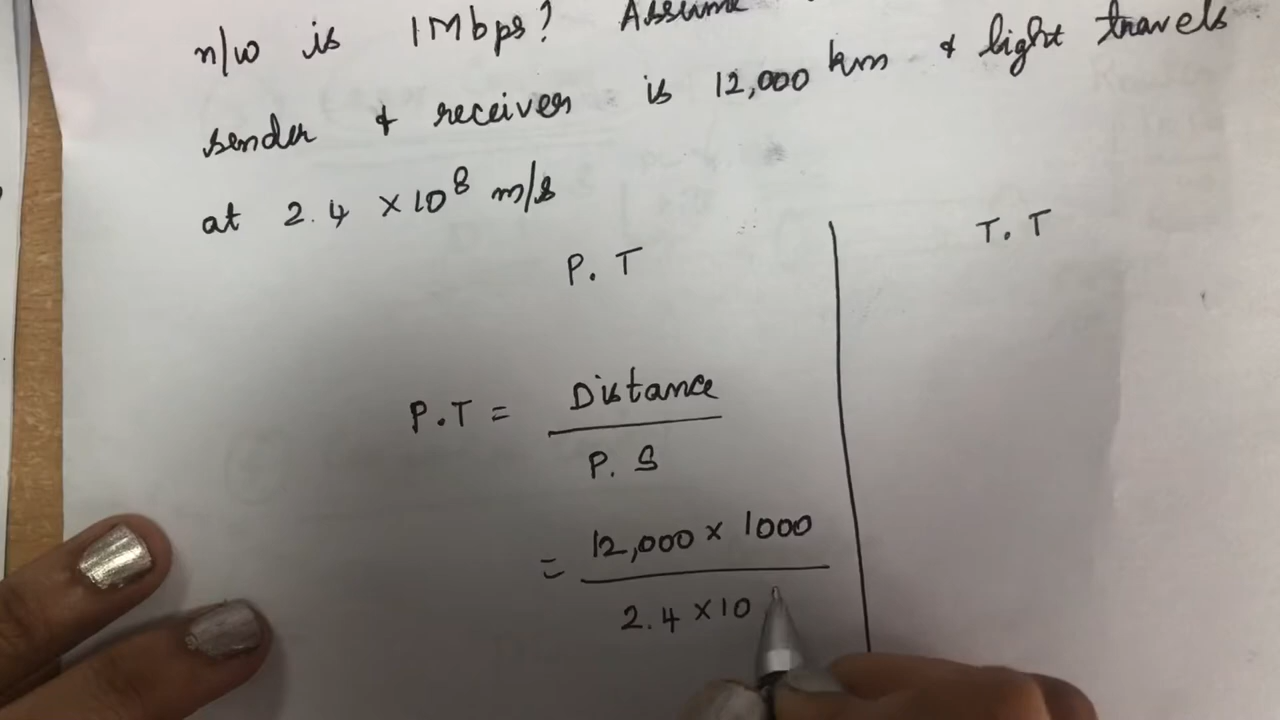 n/w is 1Mbps? Assume
sender & receiver is 12,000 km & light travels
at 2.4 × 10⁸ m/s
P. T
T. T
P.T = Distance
P. S
= 12,000 × 1000
2.4 × 10